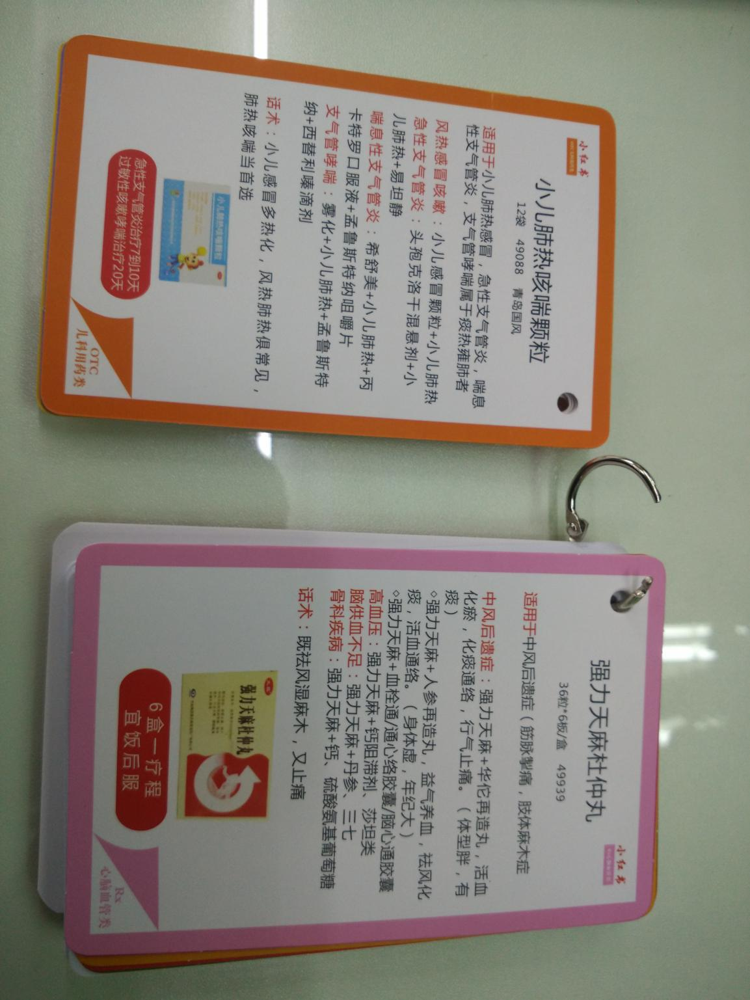 小红书
小儿肺热咳喘颗粒
12袋 49088 青岛国风
适用于小儿肺热感冒，急性支气管炎，喘息
性支气管炎，支气管哮喘属于痰热雍肺者
风热感冒咳嗽：小儿感冒颗粒+小儿肺热
急性支气管炎：头孢克洛干混悬剂+小
儿肺热+易坦静
喘息性支气管炎：希舒美+小儿肺热+丙
卡特罗口服液+孟鲁斯特纳咀嚼片
支气管哮喘：雾化+小儿肺热+孟鲁斯特
纳+西替利嗪滴剂
话术：小儿感冒多热化，风热肺热俱常见，
肺热咳喘当首选
小儿肺热咳喘颗粒
急性支气管炎治疗7到10天
过敏性咳嗽哮喘治疗20天
OTC
儿科用药类
小红书
强力天麻杜仲丸
36粒*6板/盒 49939
适用于中风后遗症（筋脉掣痛，肢体麻木症
中风后遗症：强力天麻+华佗再造丸，活血
化瘀，化痰通络，行气止痛。（体型胖，有
痰）
◇强力天麻+人参再造丸，益气养血，祛风化
痰，活血通络。（身体虚，年纪大）
◇强力天麻+血栓通/通心络胶囊/脑心通胶囊
高血压：强力天麻+钙阻滞剂、莎坦类
脑供血不足：强力天麻+丹参、三七
骨科疾病：强力天麻+钙、硫酸氨基葡萄糖
话术：既祛风湿麻木，又止痛
强力天麻杜仲丸
6盒一疗程
宜饭后服
Rx
心脑血管类